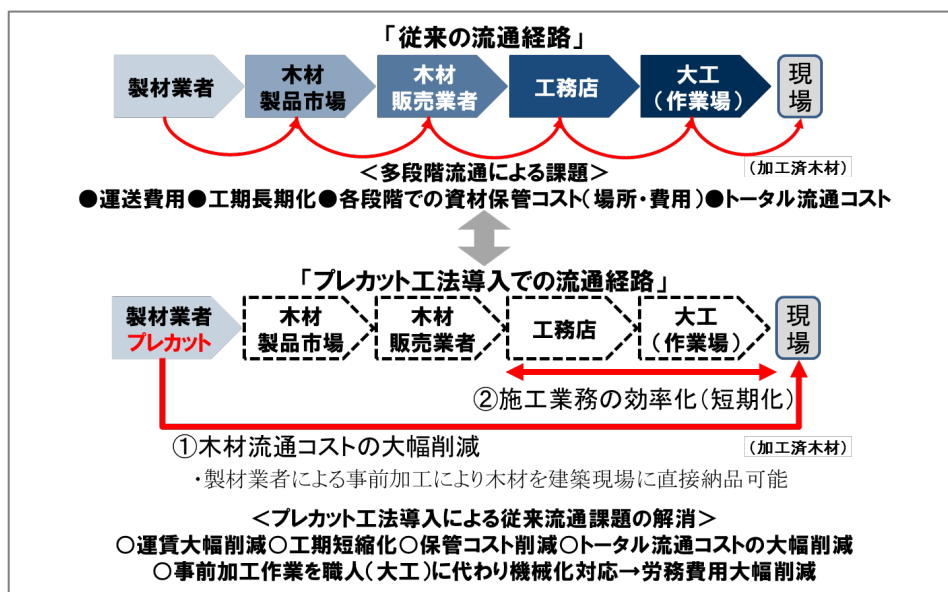 「従来の流通経路」
製材業者
木材
製品市場
木材
販売業者
工務店
大工
(作業場)
現場
<多段階流通による課題>
(加工済木材)
●運送費用●工期長期化●各段階での資材保管コスト(場所・費用)●トータル流通コスト
「プレカット工法導入での流通経路」
製材業者
プレカット
木材
製品市場
木材
販売業者
工務店
大工
(作業場)
現場
②施工業務の効率化(短期化)
①木材流通コストの大幅削減
(加工済木材)
・製材業者による事前加工により木材を建築現場に直接納品可能
<プレカット工法導入による従来流通課題の解消>
○運賃大幅削減○工期短縮化○保管コスト削減○トータル流通コストの大幅削減
○事前加工作業を職人(大工)に代わり機械化対応→労務費用大幅削減